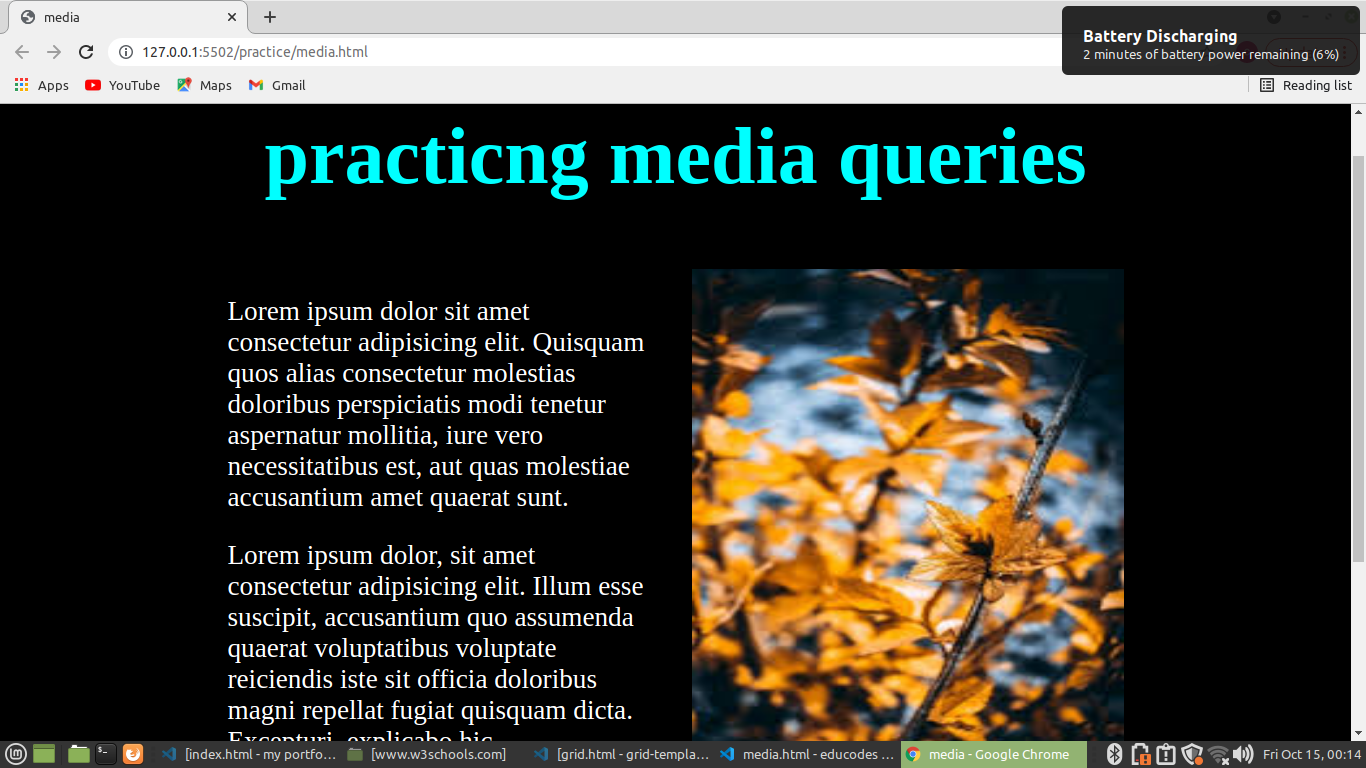 media
Battery Discharging
2 minutes of battery power remaining (6%)
127.0.0.1:5502/practice/media.html
Apps YouTube Maps Gmail Reading list
practicng media queries
Lorem ipsum dolor sit amet
consectetur adipisicing elit. Quisquam
quos alias consectetur molestias
doloribus perspiciatis modi tenetur
aspernatur mollitia, iure vero
necessitatibus est, aut quas molestiae
accusantium amet quaerat sunt.
Lorem ipsum dolor, sit amet
consectetur adipisicing elit. Illum esse
suscipit, accusantium quo assumenda
quaerat voluptatibus voluptate
reiciendis iste sit officia doloribus
magni repellat fugiat quisquam dicta.
Excepturi, explicabo hic
[index.html - my portfo... [www.w3schools.com] [grid.html - grid-templa... media.html - educodes ... media - Google Chrome Fri Oct 15, 00:14